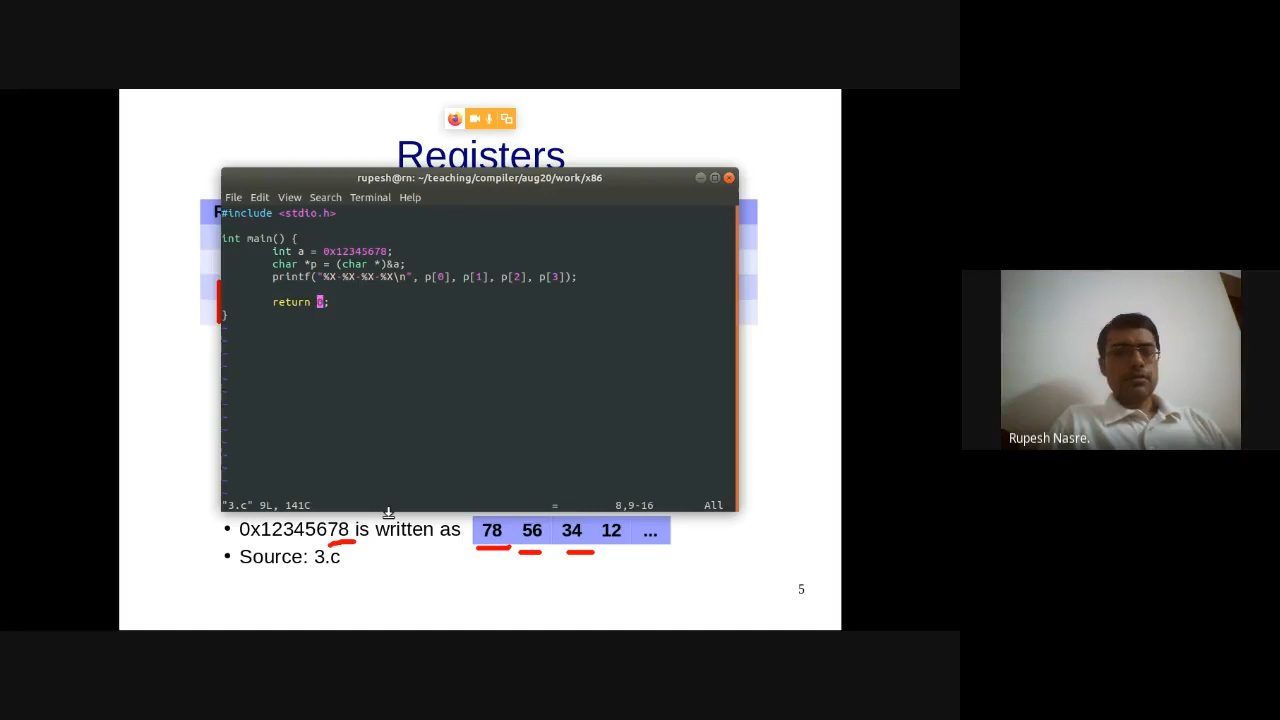 Registers
rupesh@rn: ~/teaching/compiler/aug20/work/x86
File Edit View Search Terminal Help
#include <stdio.h>
int main() {
int a = 0x12345678;
char *p = (char *)&a;
printf("%X-%X-%X-%X\n", p[0], p[1], p[2], p[3]);
return 0;
}
~
~
~
~
~
~
~
~
~
~
~
~
~
"3.c" 9L, 141C = 8,9-16 All
• 0x12345678 is written as 78 56 34 12 ...
• Source: 3.c
5
Rupesh Nasre.